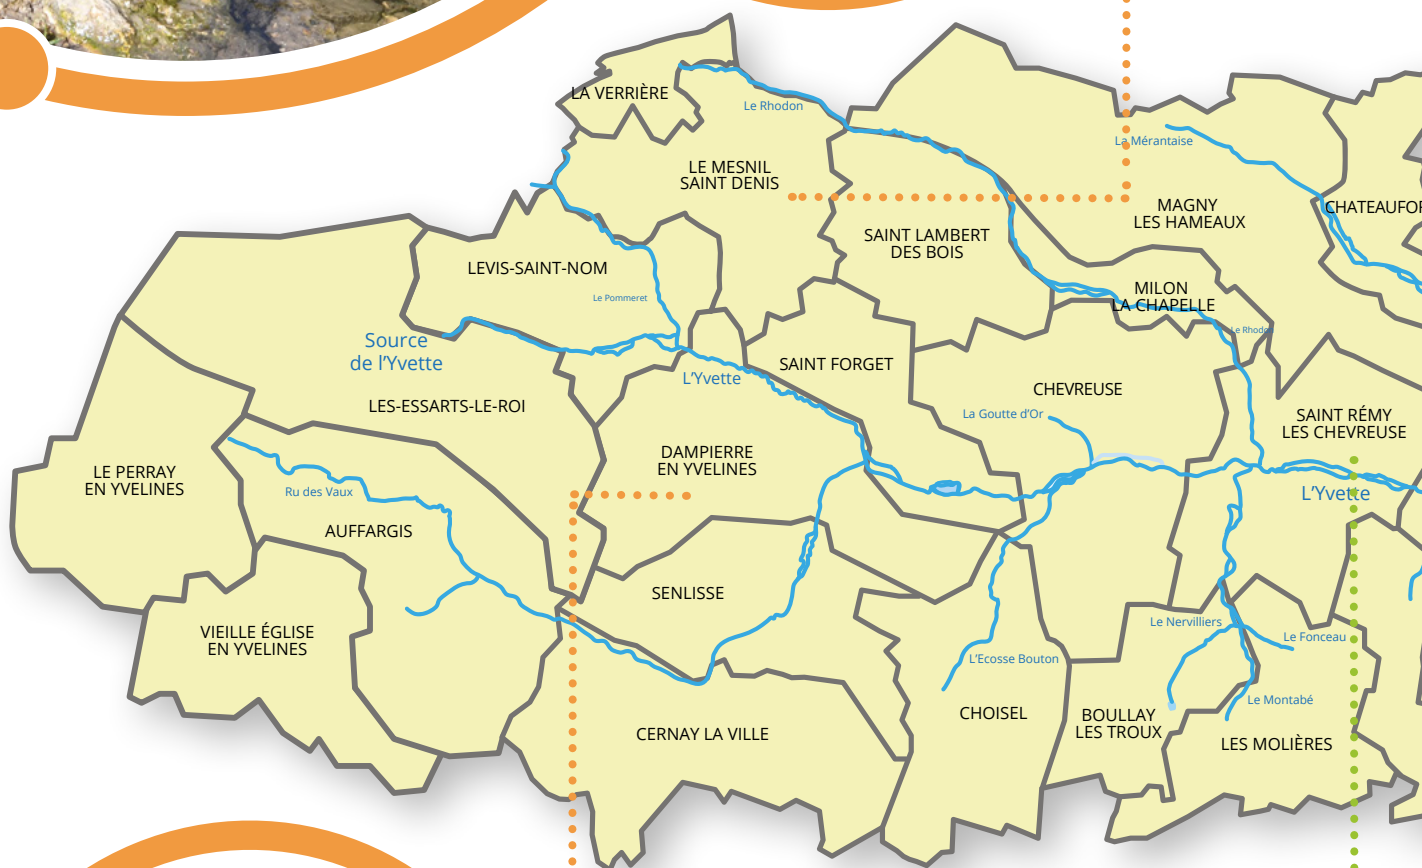 LA VERRIÈRE
Le Rhodon
La Mérantaise
LE MESNIL
SAINT DENIS
MAGNY
LES HAMEAUX
CHATEAUFOR
SAINT LAMBERT
DES BOIS
LEVIS-SAINT-NOM
Le Pommeret
MILON
LA CHAPELLE
Le Rhodon
Source
de l'Yvette
L'Yvette
SAINT FORGET
CHEVREUSE
LES-ESSARTS-LE-ROI
La Goutte d'Or
SAINT RÉMY
LES CHEVREUSE
DAMPIERRE
EN YVELINES
LE PERRAY
EN YVELINES
Ru des Vaux
L'Yvette
AUFFARGIS
SENLISSE
VIEILLE ÉGLISE
EN YVELINES
Le Nervilliers
Le Fonceau
L'Ecosse Bouton
Le Montabé
CHOISEL
BOULLAY
LES TROUX
CERNAY LA VILLE
LES MOLIÈRES